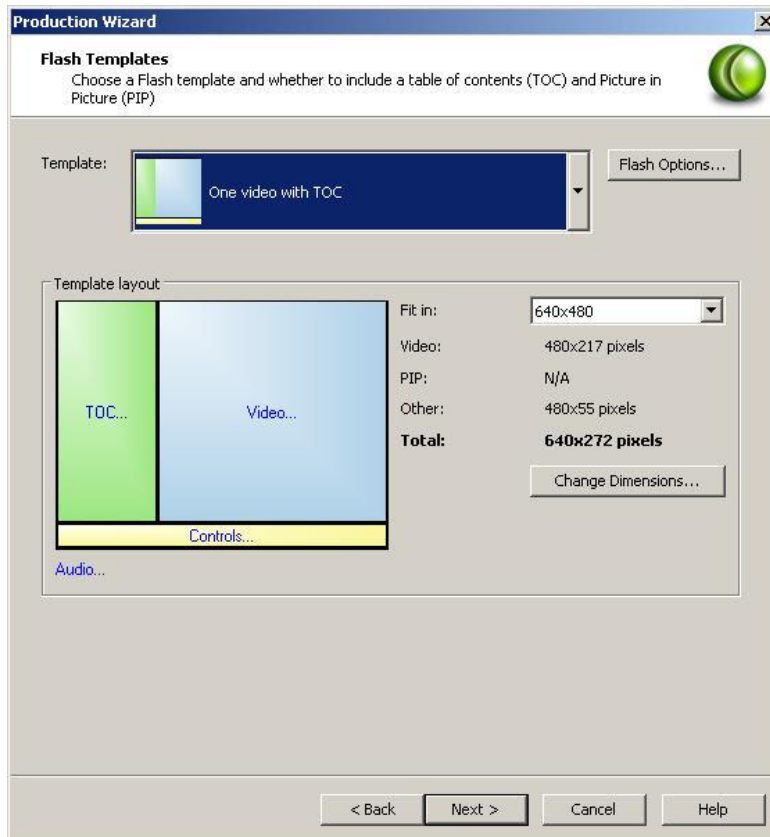 Production Wizard
Flash Templates
Choose a Flash template and whether to include a table of contents (TOC) and Picture in
Picture (PIP)
Template:
One video with TOC
Flash Options...
Template layout
TOC...
Video...
Controls...
Audio...
Fit in:
640x480
Video:
480x217 pixels
PIP:
N/A
Other:
480x55 pixels
Total:
640x272 pixels
Change Dimensions...
< Back
Next >
Cancel
Help